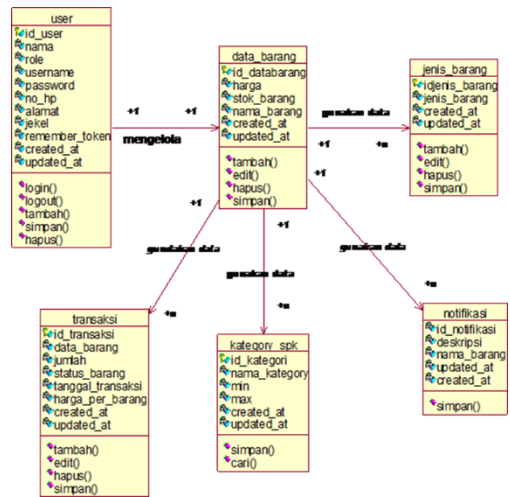 user
id_user
nama
role
username
password
no_hp
alamat
jekel
remember_token
created_at
updated_at
login()
logout()
tambah()
simpan()
hapus()
+1
+1
mengelola
data_barang
id_databarang
harga
stok_barang
nama_barang
created_at
updated_at
tambah()
edit()
hapus()
simpan()
gunakan data
+1
+n
jenis_barang
idjenis_barang
jenis_barang
created_at
updated_at
tambah()
edit()
hapus()
simpan()
+1
gunakan data
+n
+1
gunakan data
+n
+1
gunakan data
+n
transaksi
id_transaksi
data_barang
jumlah
status_barang
tanggal_transaksi
harga_per_barang
created_at
updated_at
tambah()
edit()
hapus()
simpan()
kategory_spk
id_kategori
nama_kategory
min
max
created_at
updated_at
simpan()
cari()
notifikasi
id_notifikasi
deskripsi
nama_barang
updated_at
created_at
simpan()